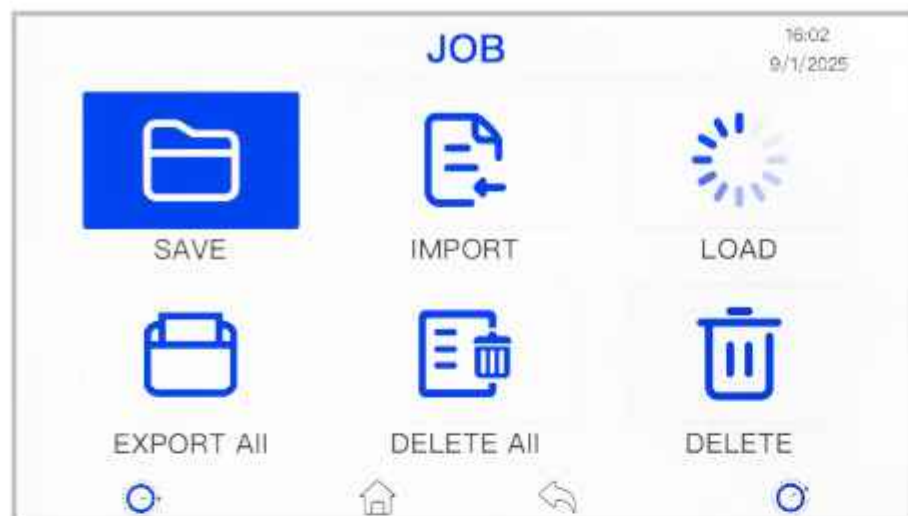 JOB
16:02
9/1/2025
SAVE
IMPORT
LOAD
EXPORT All
DELETE All
DELETE